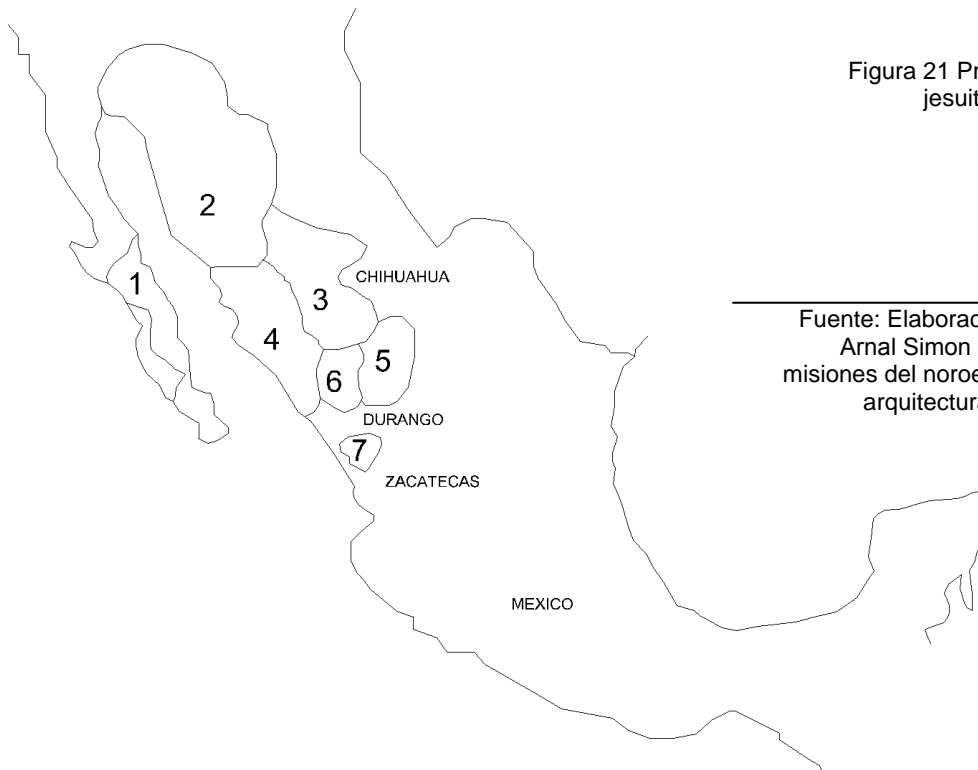 Figura 21 Pr
jesuit
2
1
3
CHIHUAHUA
4
5
6
DURANGO
7
ZACATECAS
MEXICO
Fuente: Elaborac
Arnal Simon
misiones del noroe
arquitectura